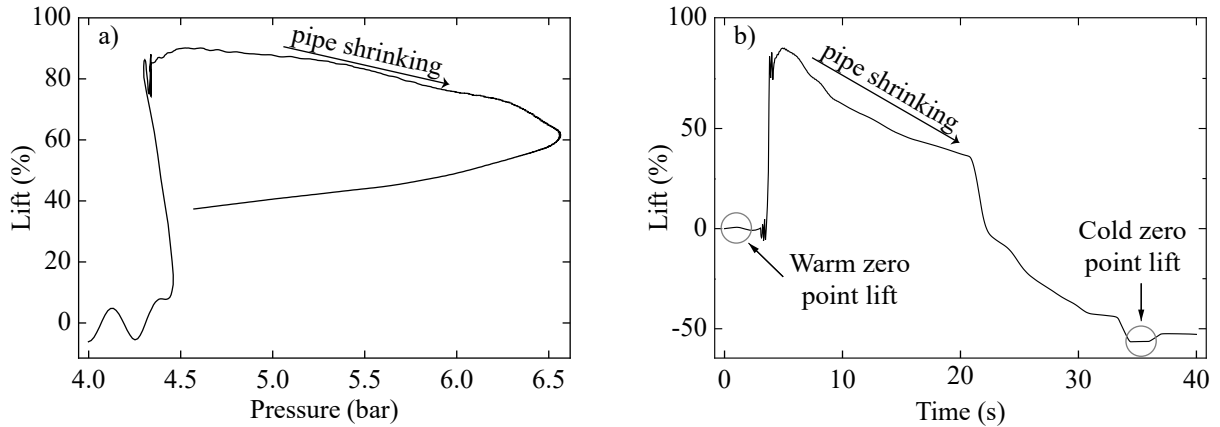 a)
pipe shrinking
100
80
60
40
20
0
Lift (%)
4.0 4.5 5.0 5.5 6.0 6.5
Pressure (bar)
b)
pipe shrinking
100
50
0
-50
Lift (%)
Warm zero
point lift
Cold zero
point lift
0 10 20 30 40
Time (s)